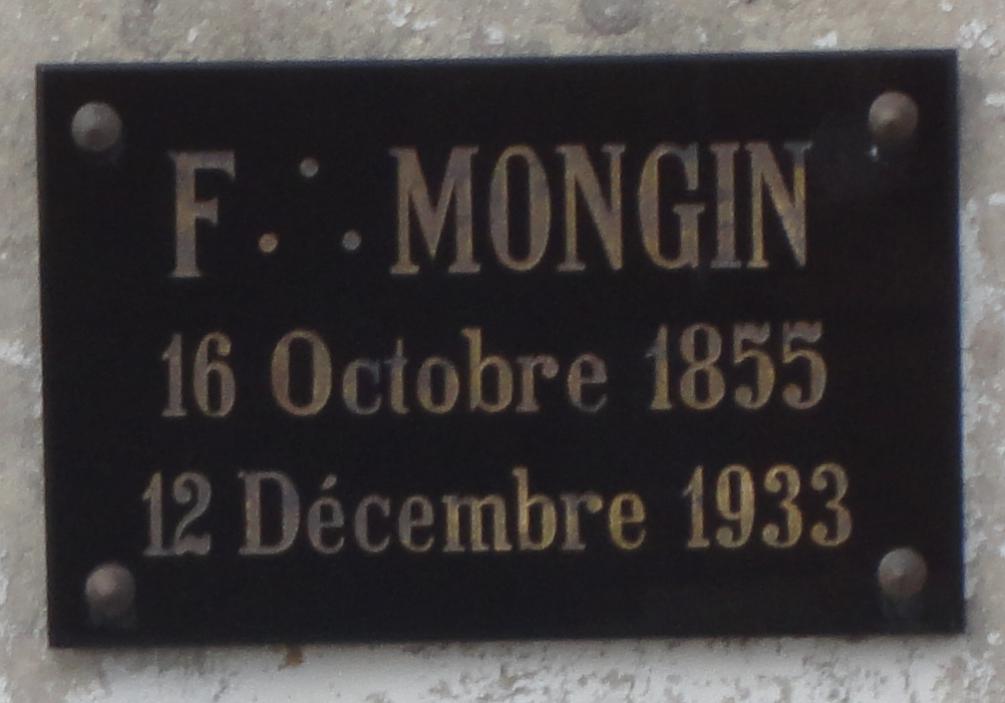 F∴ MONGIN
16 Octobre 1855
12 Décembre 1933